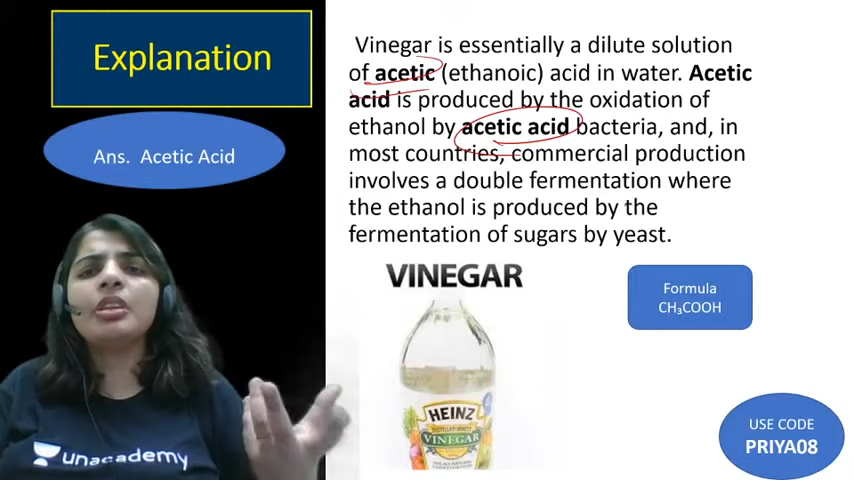 Explanation
Ans. Acetic Acid
Vinegar is essentially a dilute solution
of acetic (ethanoic) acid in water. Acetic
acid is produced by the oxidation of
ethanol by acetic acid bacteria, and, in
most countries, commercial production
involves a double fermentation where
the ethanol is produced by the
fermentation of sugars by yeast.
VINEGAR
HEINZ
VINEGAR
Formula
CH₃COOH
unacademy
USE CODE
PRIYA08